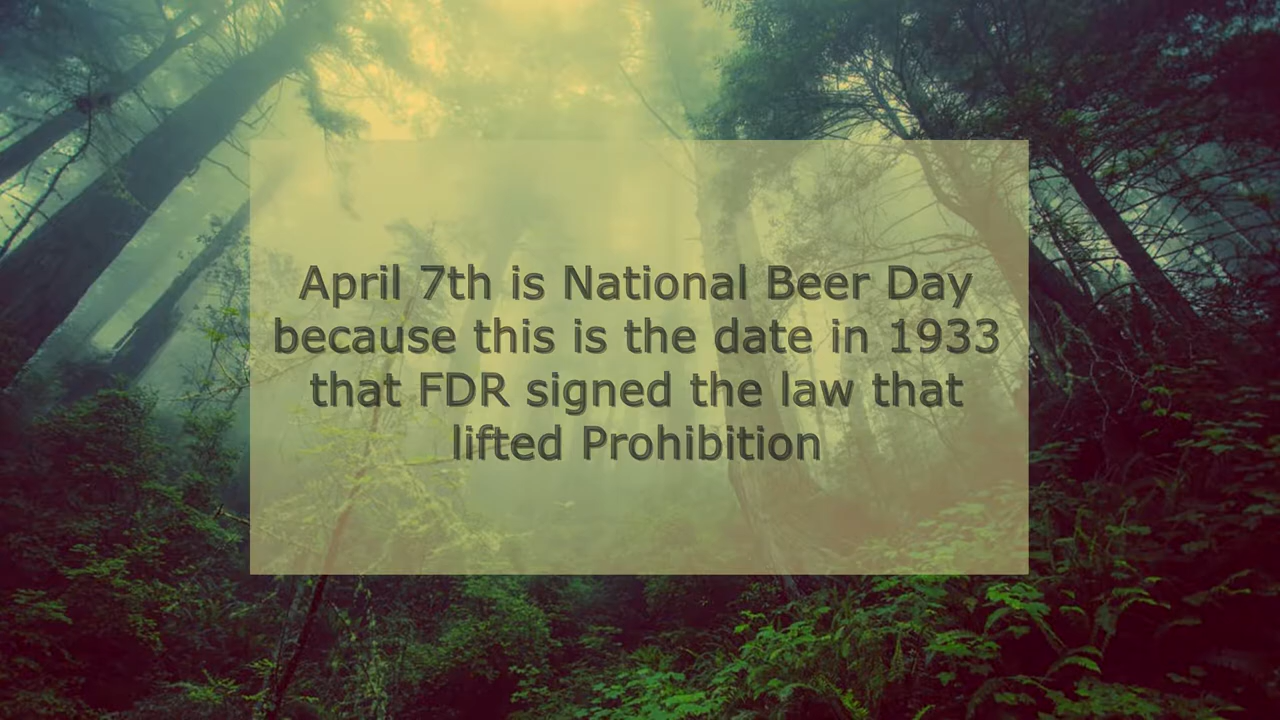 April 7th is National Beer Day
because this is the date in 1933
that FDR signed the law that
lifted Prohibition